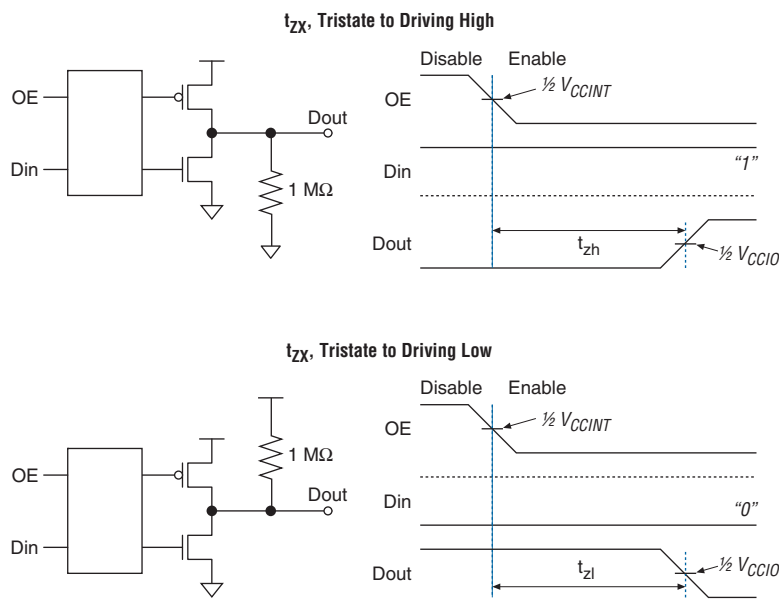 tZX, Tristate to Driving High
Disable Enable
OE
Din
Dout
1 MΩ
OE
½ VCCINT
Din
"1"
Dout
tzh
½ VCCIO
tZX, Tristate to Driving Low
Disable Enable
OE
Din
1 MΩ
Dout
OE
½ VCCINT
Din
"0"
Dout
tzl
½ VCCIO